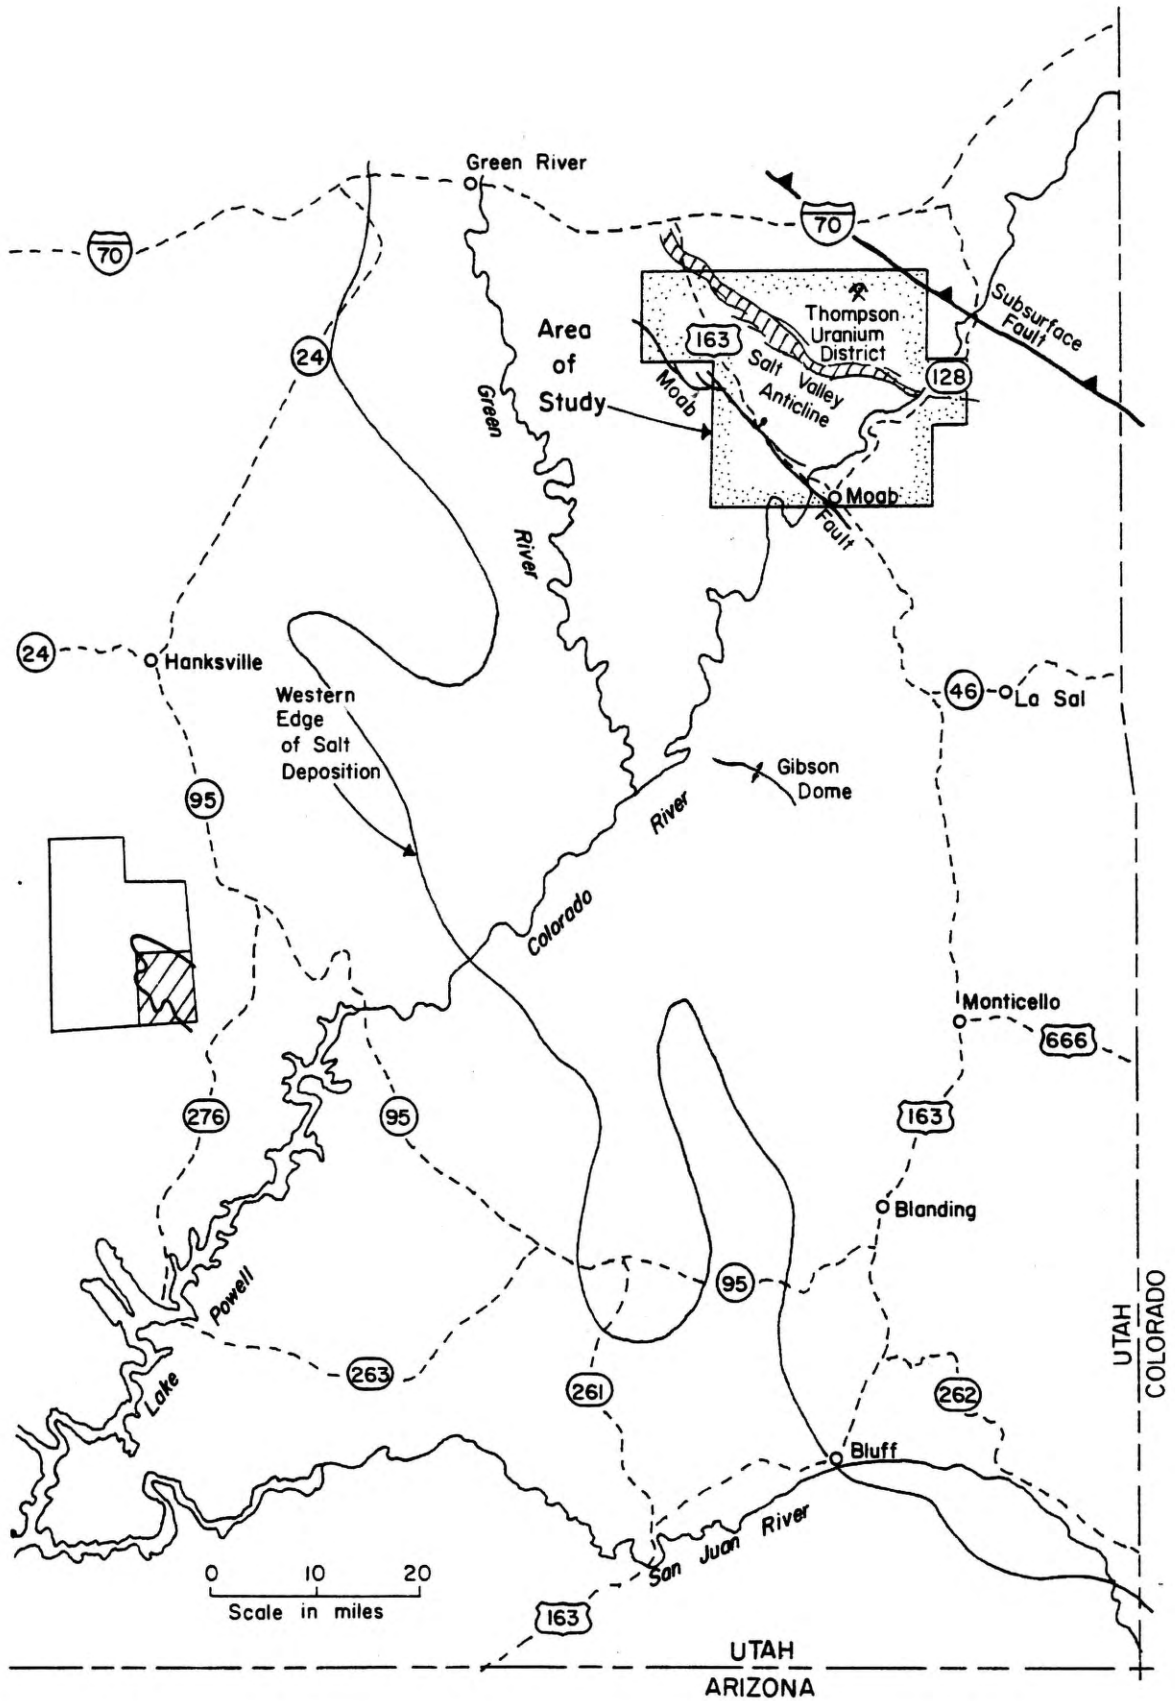 Green River
70
70
Subsurface
Fault
Thompson
Uranium
District
Area
of
Study
163
24
Salt Valley
Anticline
128
Moab
Green
River
Moab
Fault
24
Hanksville
46
La Sal
Western
Edge
of Salt
Deposition
Gibson
Dome
95
River
Colorado
Monticello
666
276
95
163
Blanding
Powell
95
Lake
263
261
262
UTAH
COLORADO
Bluff
San Juan River
0 10 20
Scale in miles
163
UTAH
ARIZONA